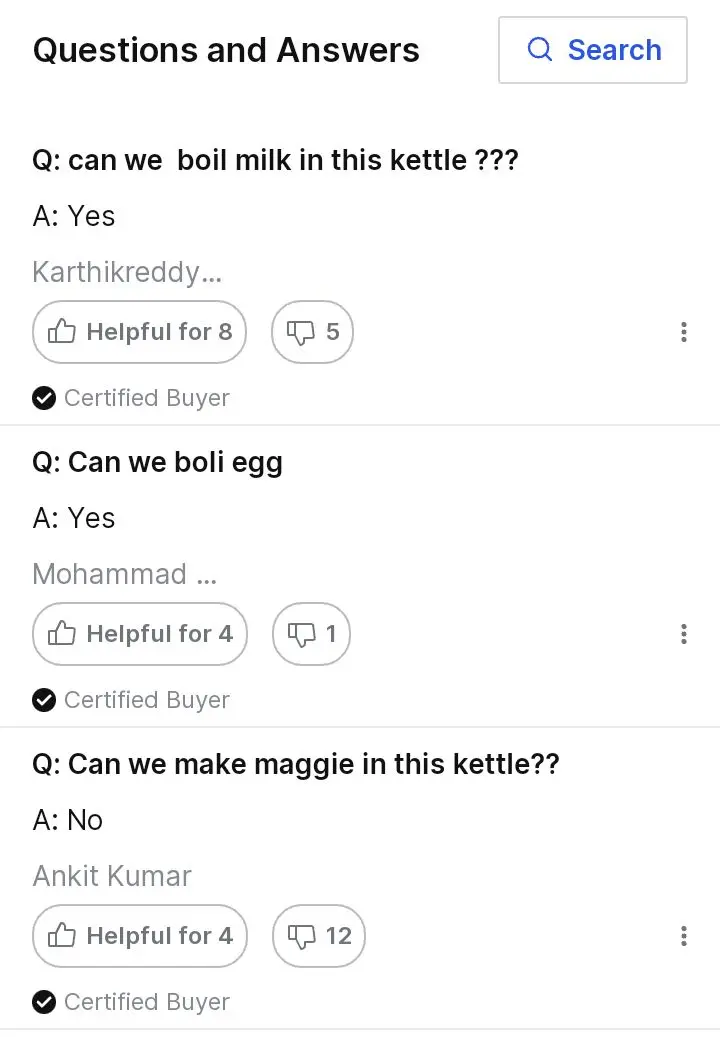 Questions and Answers
Search
Q: can we  boil milk in this kettle ???
A: Yes
Karthikreddy...
Helpful for 8
5
Certified Buyer
Q: Can we boli egg
A: Yes
Mohammad ...
Helpful for 4
1
Certified Buyer
Q: Can we make maggie in this kettle??
A: No
Ankit Kumar
Helpful for 4
12
Certified Buyer